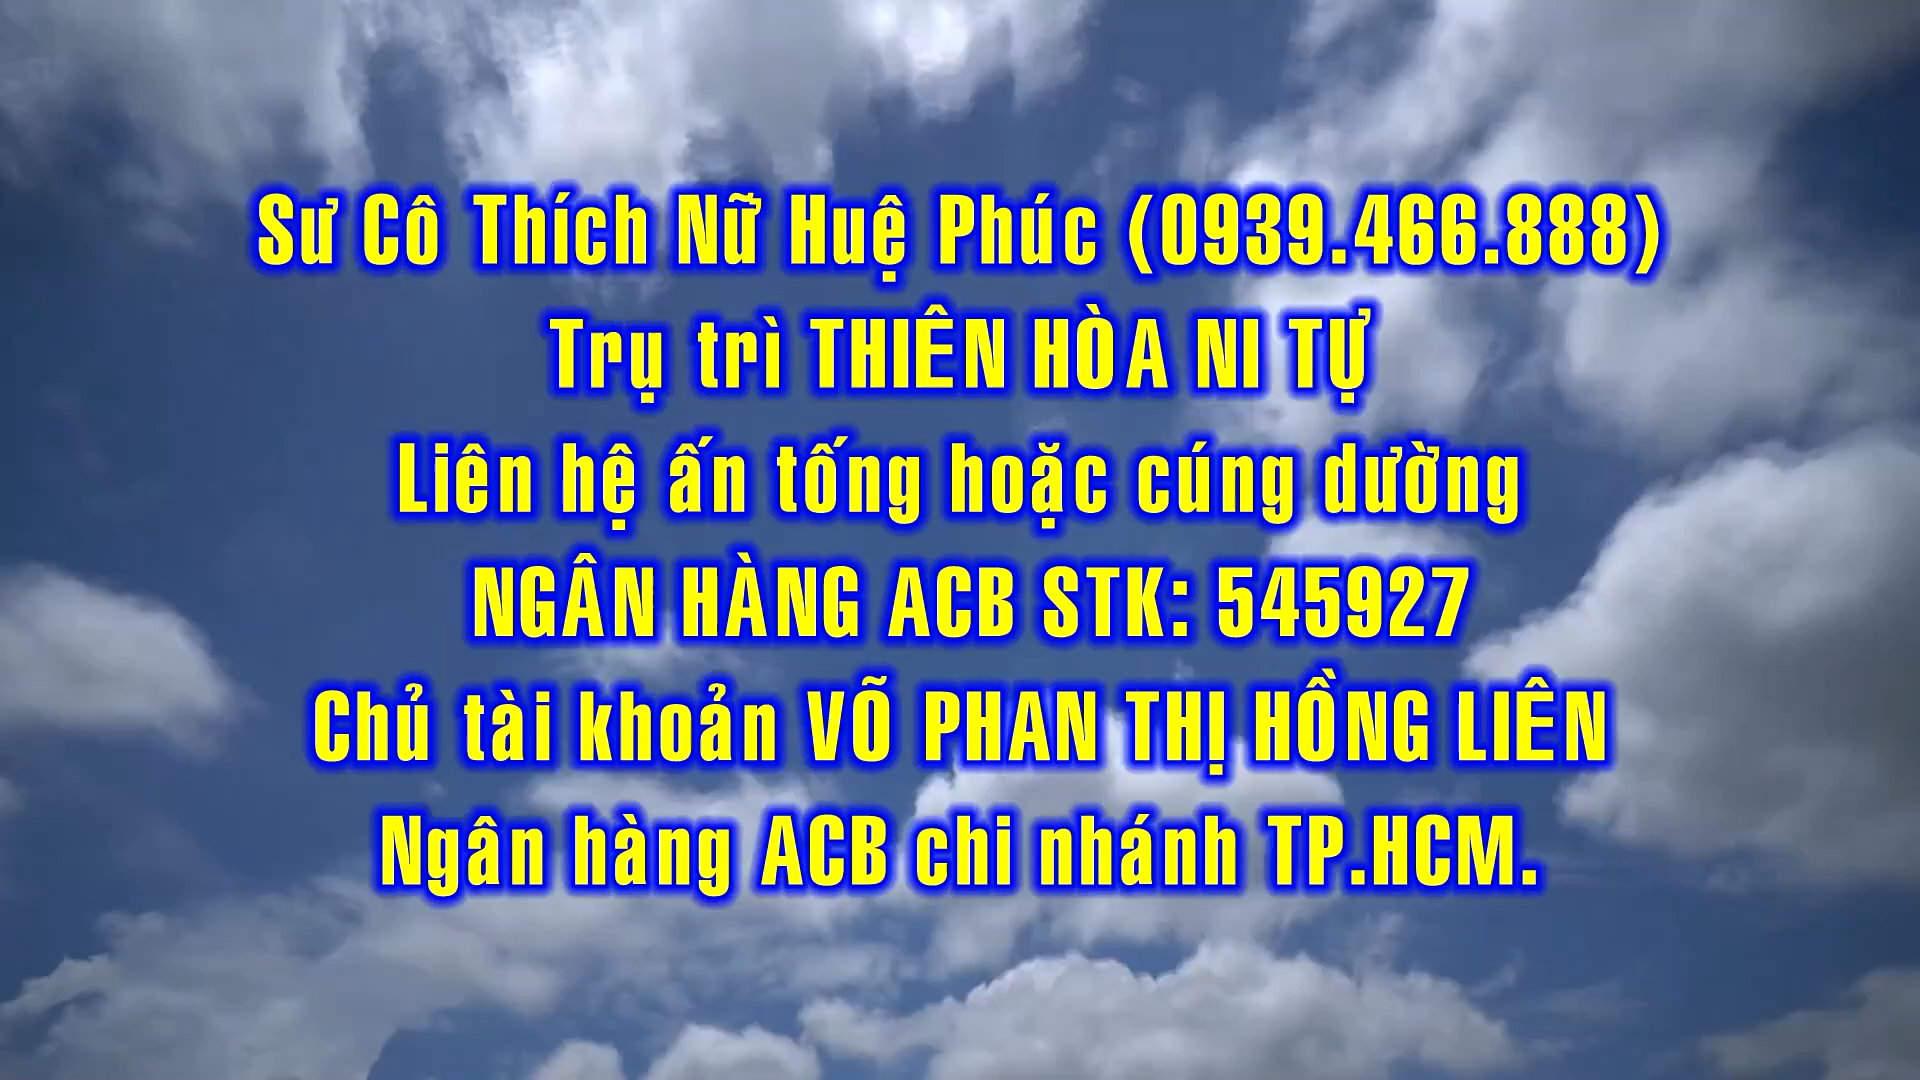 Sư Cô Thích Nữ Huệ Phúc (0939.466.888)
Trụ trì THIÊN HÒA NI TỰ
Liên hệ ấn tống hoặc cúng dường
NGÂN HÀNG ACB STK: 545927
Chủ tài khoản VÕ PHAN THỊ HỒNG LIÊN
Ngân hàng ACB chi nhánh TP.HCM.